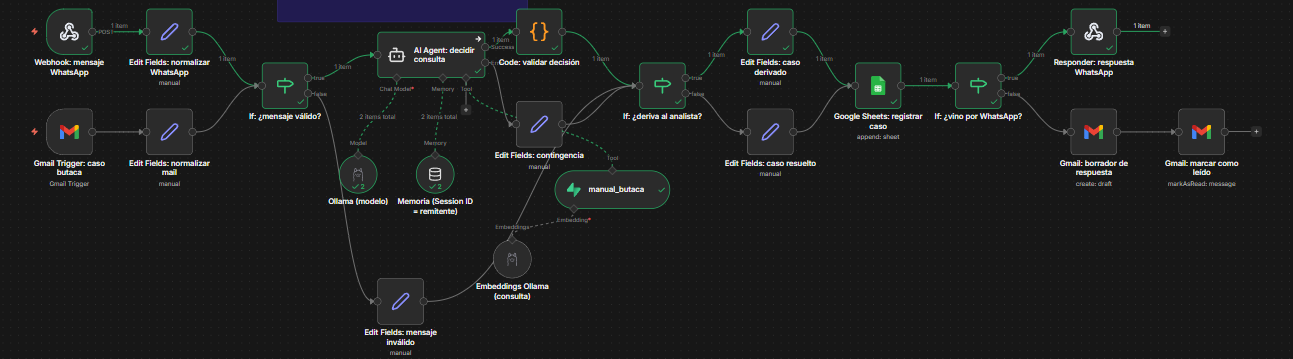 POST
1 item
Webhook: mensaje
WhatsApp
Edit Fields: normalizar
WhatsApp
manual
1 item
Gmail Trigger: caso
butaca
Gmail Trigger
Edit Fields: normalizar
mail
manual
true
false
If: ¿mensaje válido?
1 item
AI Agent: decidir
consulta
Success
Chat Model*
Memory
Tool
1 item
Code: validar decisión
2 items total
2 items total
Model
Memory
2
Ollama (modelo)
2
Memoria (Session ID
= remitente)
Edit Fields: contingencia
manual
Tool
manual_butaca
Embedding*
Embeddings
Embeddings Ollama
(consulta)
Edit Fields: mensaje
inválido
manual
1 item
true
false
If: ¿deriva al analista?
1 item
Edit Fields: caso
derivado
manual
1 item
Edit Fields: caso resuelto
manual
Google Sheets: registrar
caso
append: sheet
1 item
true
false
If: ¿vino por WhatsApp?
1 item
Responder: respuesta
WhatsApp
1 item
Gmail: borrador de
respuesta
create: draft
Gmail: marcar como
leído
markAsRead: message